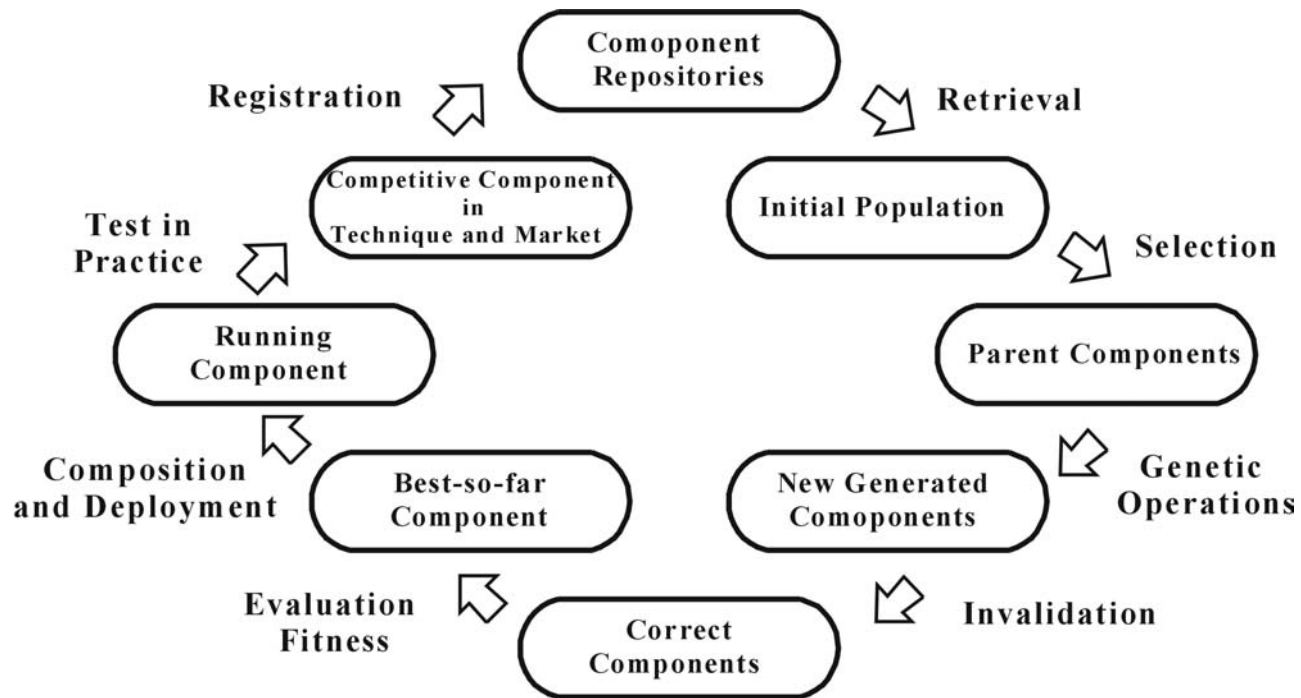 Comoponent
Repositories
Registration
Retrieval
Competitive Component
in
Technique and Market
Initial Population
Test in
Practice
Selection
Running
Component
Parent Components
Composition
and Deployment
Best-so-far
Component
New Generated
Comoponents
Genetic
Operations
Evaluation
Fitness
Correct
Components
Invalidation